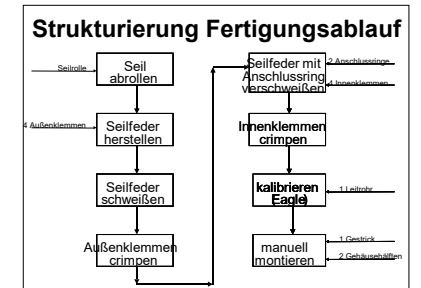 Strukturierung Fertigungsablauf
Seilrolle
Seil
abrollen
4 Außenklemmen
Seilfeder
herstellen
Seilfeder
schweißen
Außenklemmen
crimpen
Seilfeder mit
Anschlussring
verschweißen
2 Anschlussringe
4 Innenklemmen
Innenklemmen
crimpen
kalibrieren
(Eagle)
1 Leitrohr
manuell
montieren
1 Gestrick
2 Gehäusehälften